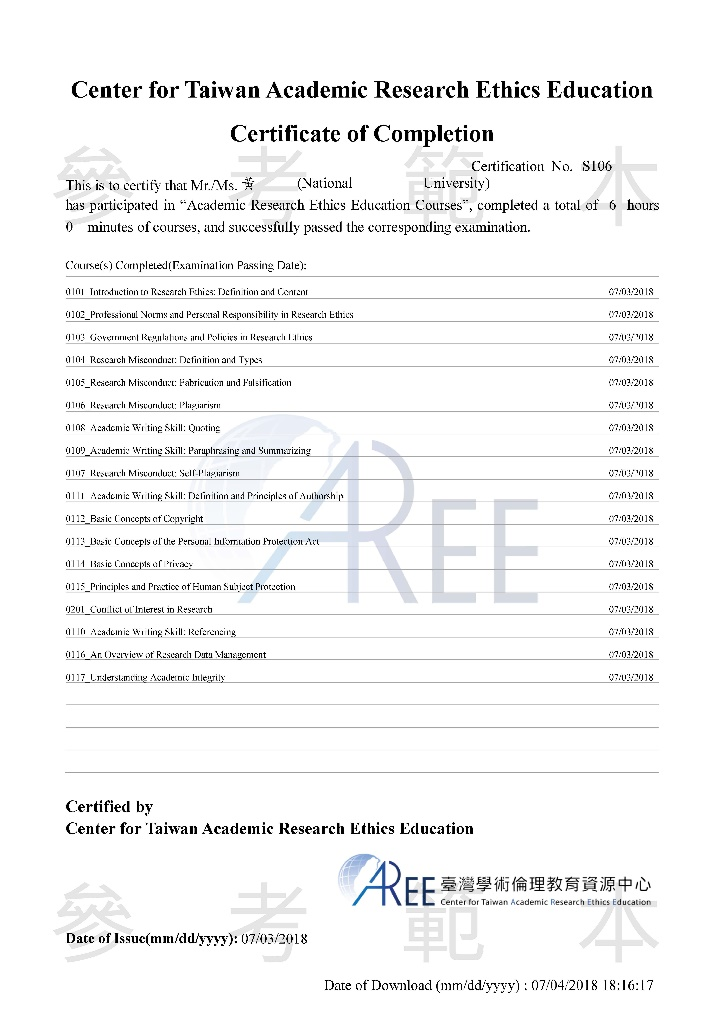 Center for Taiwan Academic Research Ethics Education
Certificate of Completion
參考範本
Certification No. S106
This is to certify that Mr./Ms. 黃 (National University)
has participated in “Academic Research Ethics Education Courses”, completed a total of 6 hours
0 minutes of courses, and successfully passed the corresponding examination.
Course(s) Completed(Examination Passing Date):
0101_Introduction to Research Ethics: Definition and Content 07/03/2018
0102_Professional Norms and Personal Responsibility in Research Ethics 07/03/2018
0103_Government Regulations and Policies in Research Ethics 07/03/2018
0104_Research Misconduct: Definition and Types 07/03/2018
0105_Research Misconduct: Fabrication and Falsification 07/03/2018
0106_Research Misconduct: Plagiarism 07/03/2018
0108_Academic Writing Skill: Quoting 07/03/2018
0109_Academic Writing Skill: Paraphrasing and Summarizing 07/03/2018
0107_Research Misconduct: Self-Plagiarism 07/03/2018
0111_Academic Writing Skill: Definition and Principles of Authorship 07/03/2018
0112_Basic Concepts of Copyright 07/03/2018
0113_Basic Concepts of the Personal Information Protection Act 07/03/2018
0114_Basic Concepts of Privacy 07/03/2018
0115_Principles and Practice of Human Subject Protection 07/03/2018
0201_Conflict of Interest in Research 07/03/2018
0110_Academic Writing Skill: Referencing 07/03/2018
0116_An Overview of Research Data Management 07/03/2018
0117_Understanding Academic Integrity 07/03/2018
AREE
Certified by
Center for Taiwan Academic Research Ethics Education
AREE 臺灣學術倫理教育資源中心
Center for Taiwan Academic Research Ethics Education
參考範本
Date of Issue(mm/dd/yyyy): 07/03/2018
Date of Download (mm/dd/yyyy) : 07/04/2018 18:16:17